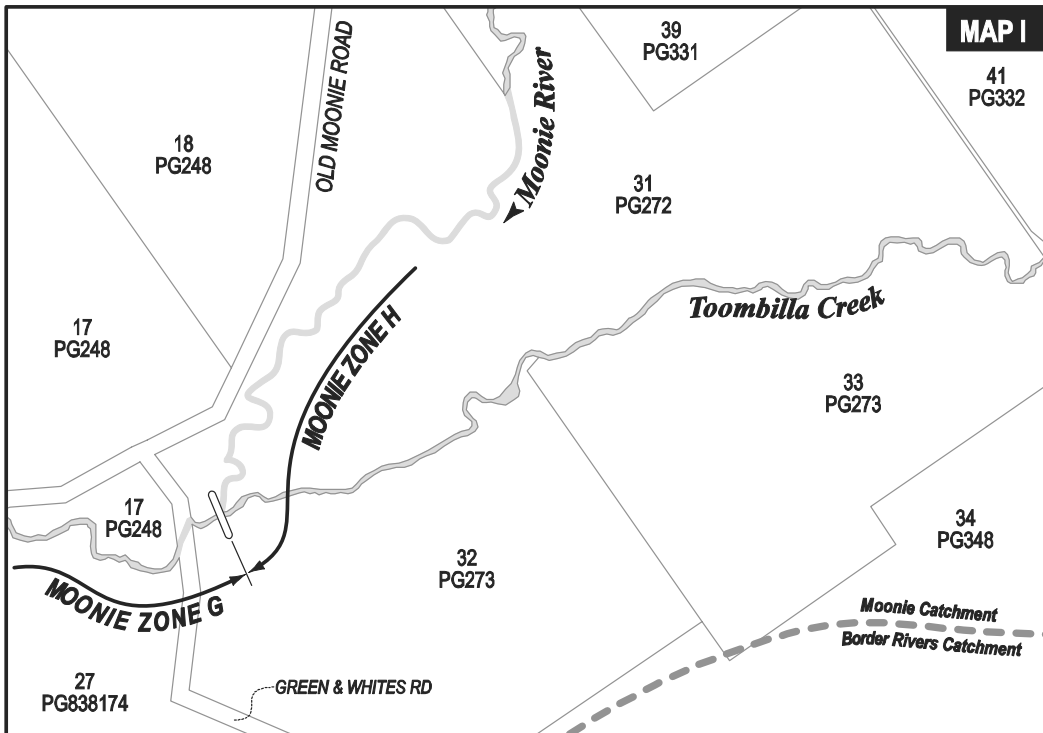 MAP I
39
PG331
41
PG332
OLD MOONIE ROAD
Moonie River
18
PG248
31
PG272
Toombilla Creek
17
PG248
MOONIE ZONE H
33
PG273
17
PG248
34
PG348
32
PG273
MOONIE ZONE G
Moonie Catchment
Border Rivers Catchment
27
PG838174
GREEN & WHITES RD